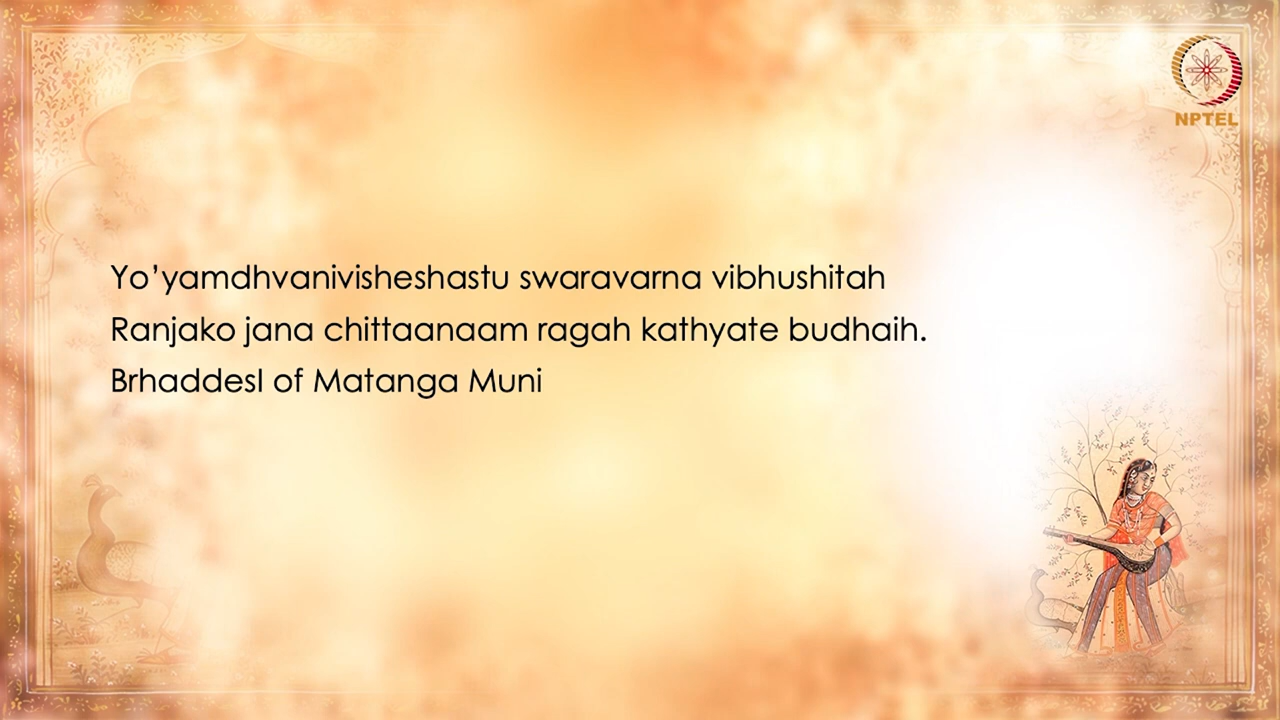 NPTEL
Yo’yamdhvanivisheshastu swaravarna vibhushitah
Ranjako jana chittaanaam ragah kathyate budhaih.
BrhaddesI of Matanga Muni